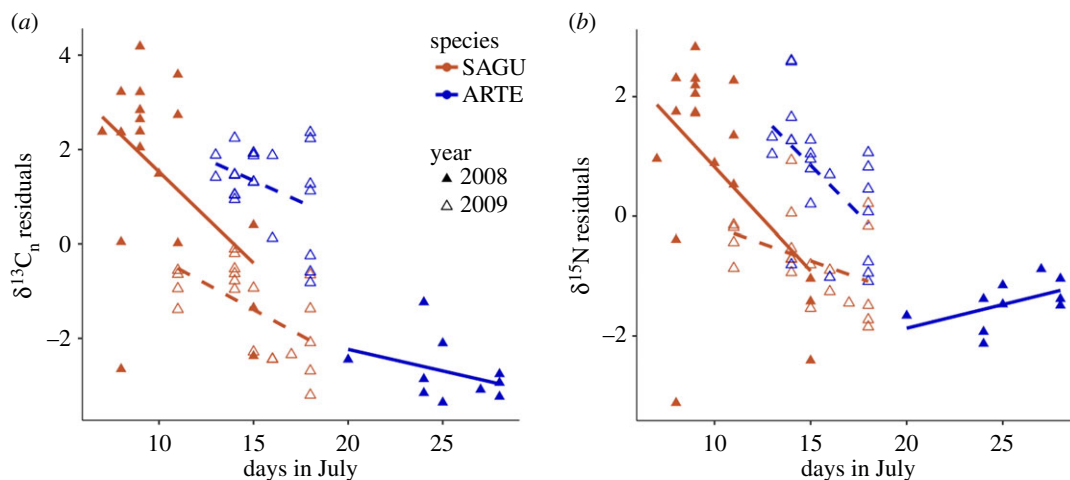 (a)
δ¹³Cₙ residuals
4
2
0
−2
10
15
20
25
days in July
species
SAGU
ARTE
year
2008
2009
(b)
δ¹⁵N residuals
2
0
−2
10
15
20
25
days in July